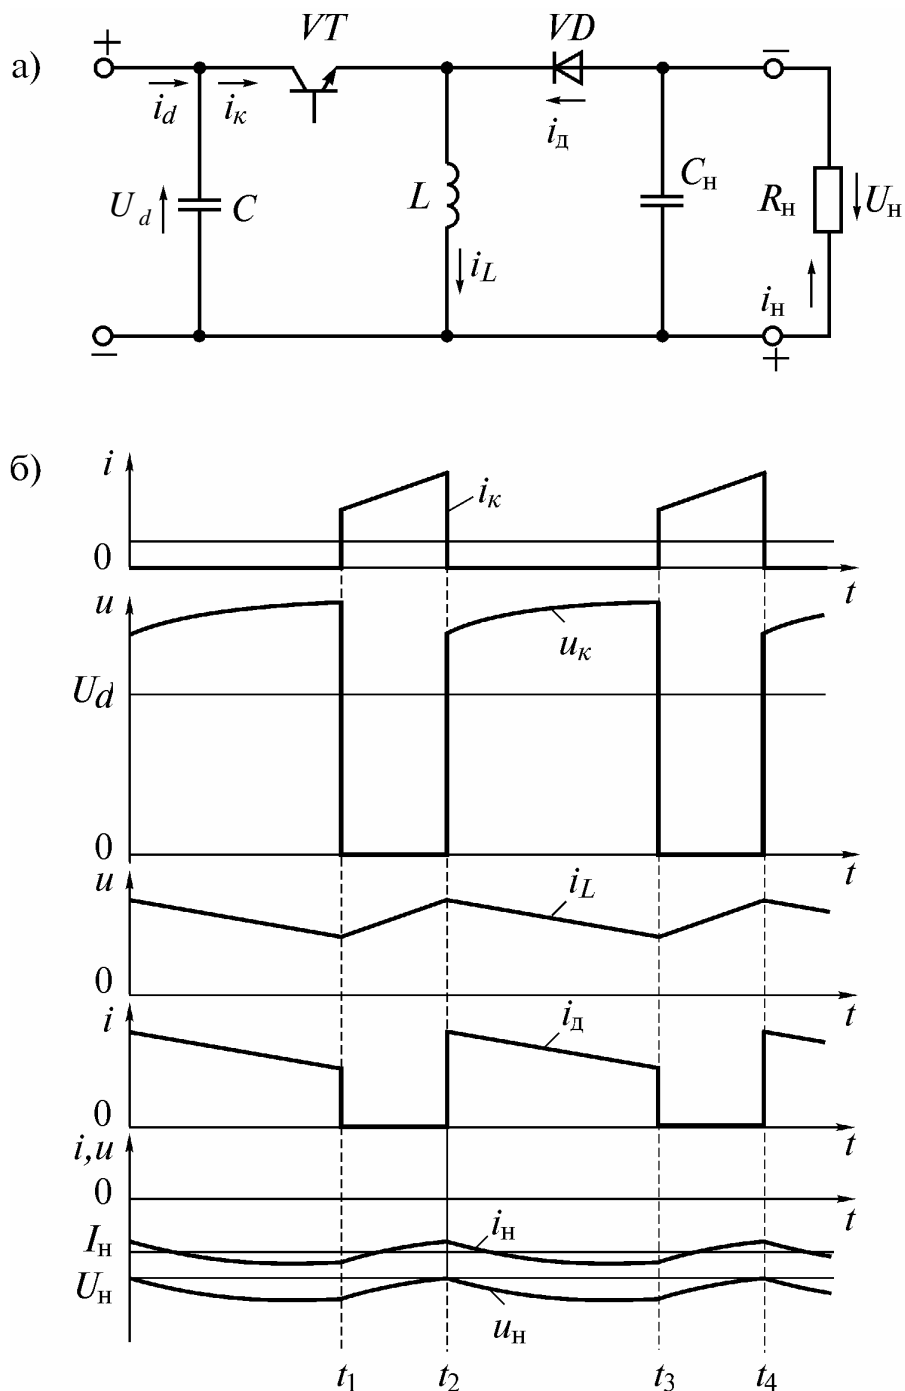 а)
+ VT VD −
i_d i_к i_д
U_d C L C_н R_н U_н
i_L i_н
− +
б)
i
i_к
0
t
u
u_к
U_d
0
t
u
i_L
0
t
i
i_д
0
t
i,u
0
t
I_н i_н
U_н
u_н
t_1 t_2 t_3 t_4